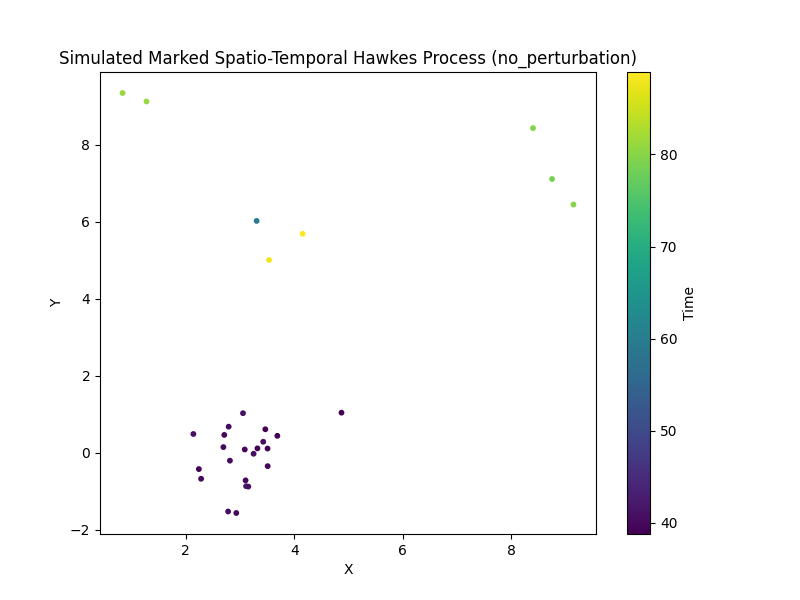 Simulated Marked Spatio-Temporal Hawkes Process (no_perturbation)
8
6
4
2
0
−2
Y
2 4 6 8
X
80
70
60
50
40
Time